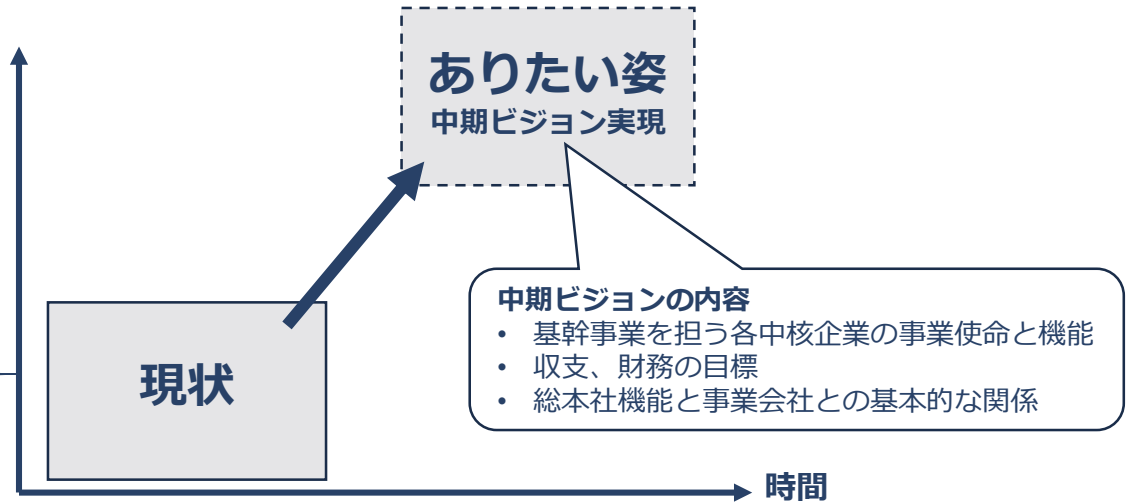 ありたい姿
中期ビジョン実現
現状
中期ビジョンの内容
• 基幹事業を担う各中核企業の事業使命と機能
• 収支、財務の目標
• 総本社機能と事業会社との基本的な関係
時間